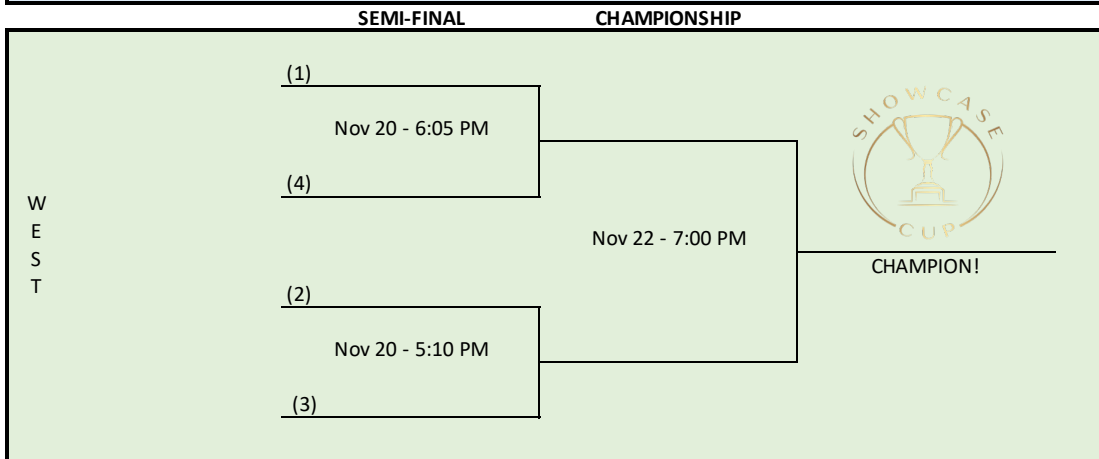 SEMI-FINAL CHAMPIONSHIP
(1)
Nov 20 - 6:05 PM
(4)
W
E
S
T
Nov 22 - 7:00 PM
SHOWCASE
CUP
CHAMPION!
(2)
Nov 20 - 5:10 PM
(3)